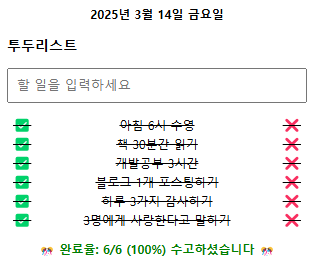 2025년 3월 14일 금요일
투두리스트
할 일을 입력하세요
아침 6시 수영
책 30분간 읽기
개발공부 3시간
블로그 1개 포스팅하기
하루 3가지 감사하기
3명에게 사랑한다고 말하기
완료율: 6/6 (100%) 수고하셨습니다